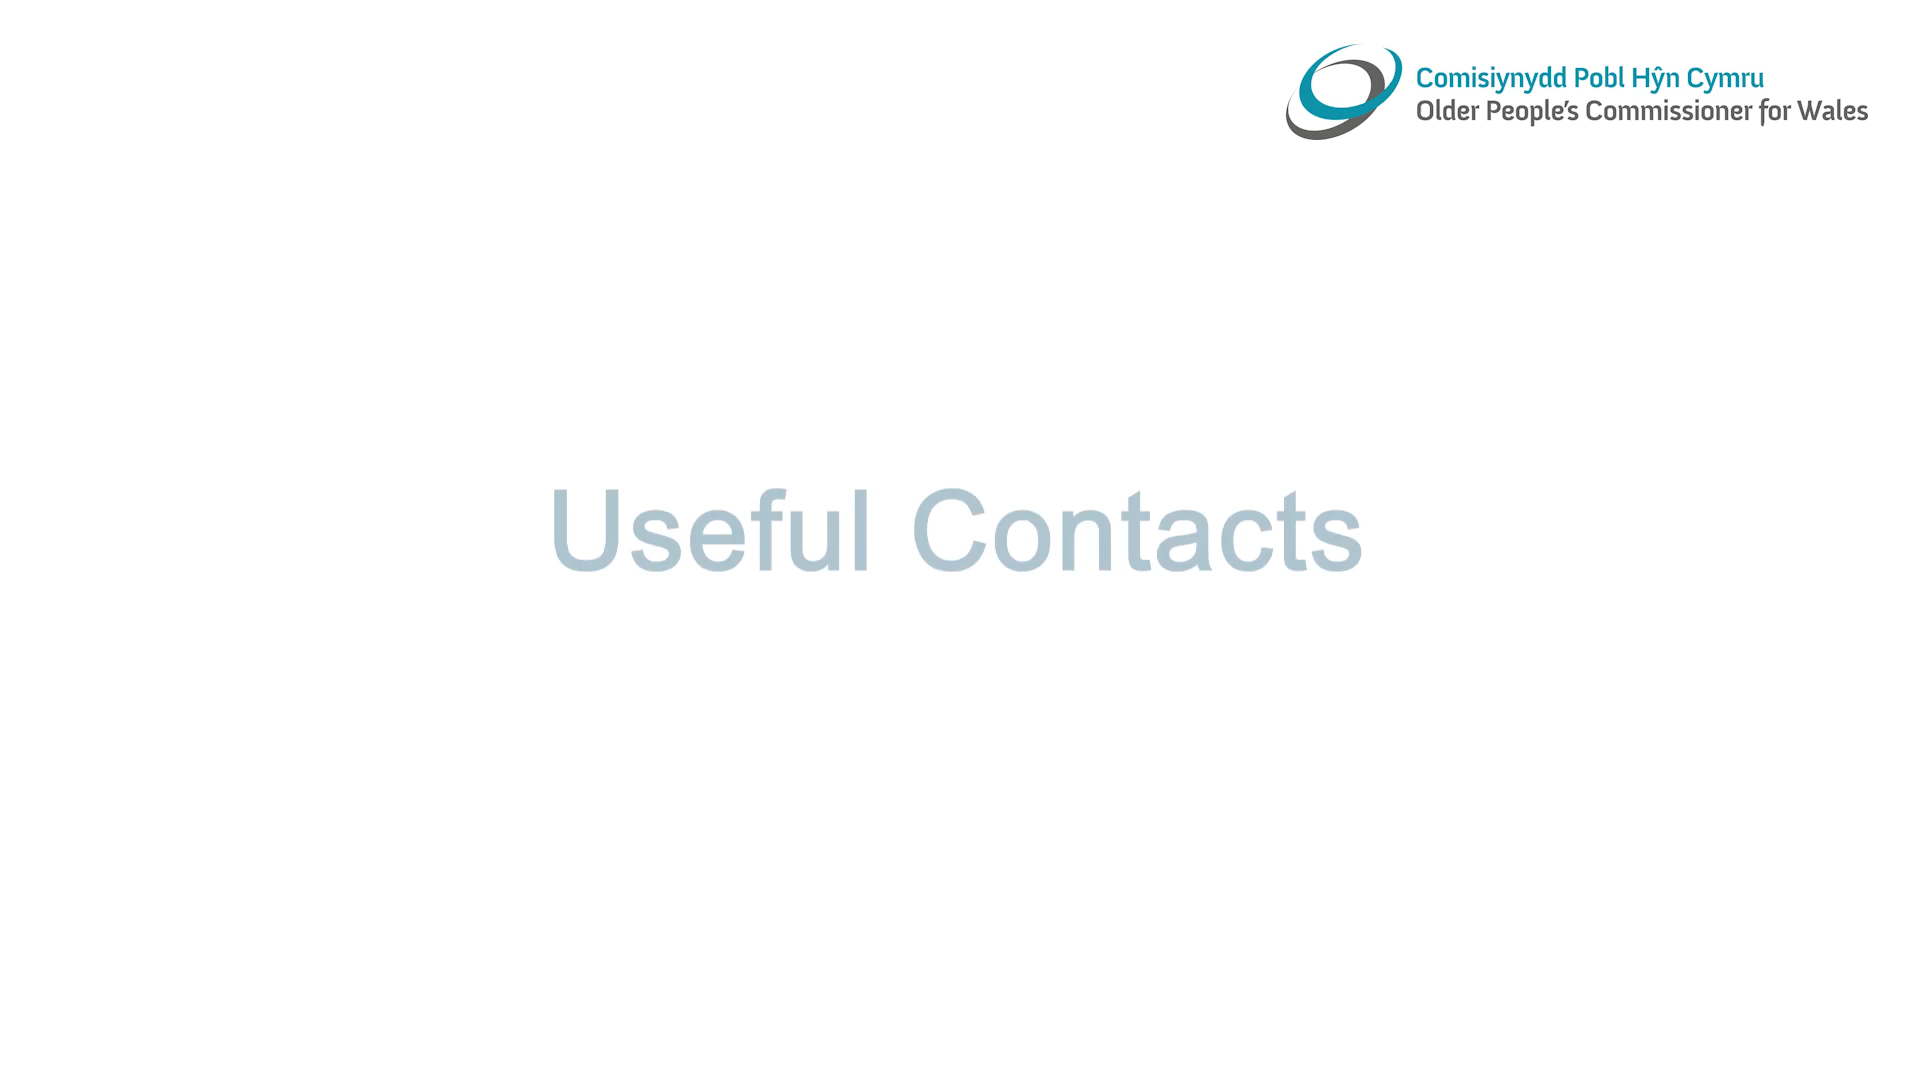 Comisiynydd Pobl Hŷn Cymru
Older People's Commissioner for Wales
Useful Contacts